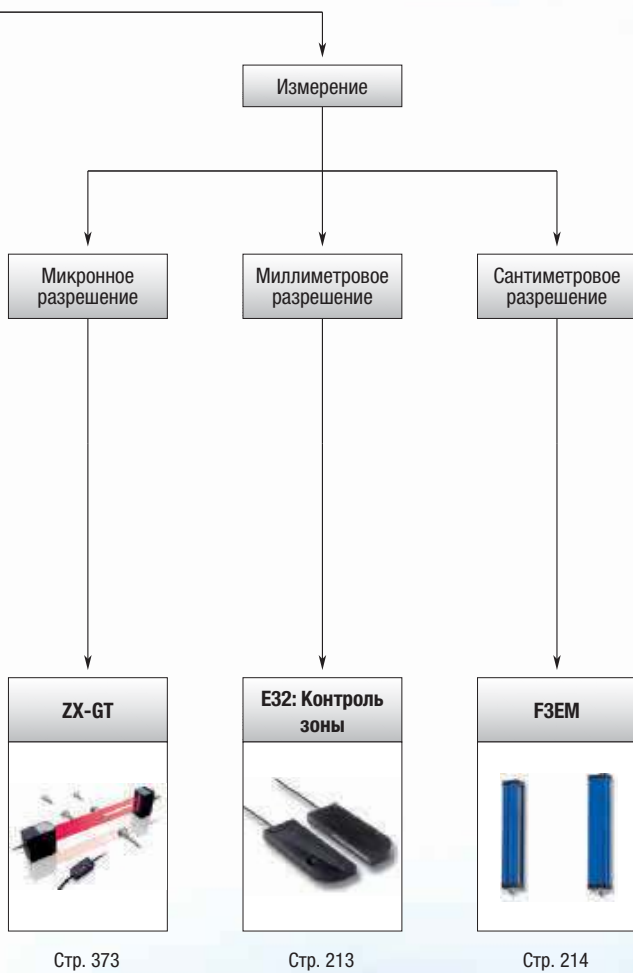 Измерение
Микронное
разрешение
Миллиметровое
разрешение
Сантиметровое
разрешение
ZX-GT
E32: Контроль
зоны
F3EM
Стр. 373
Стр. 213
Стр. 214